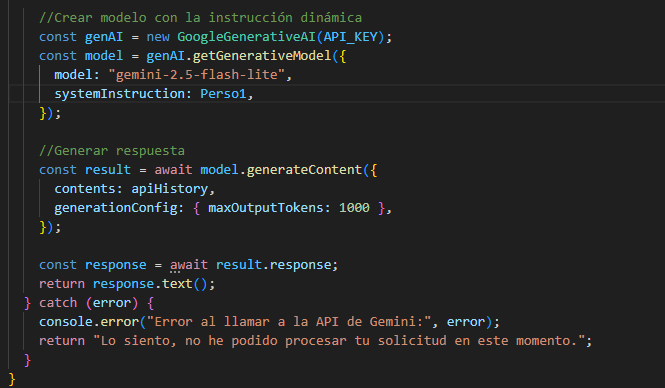 //Crear modelo con la instrucción dinámica
const genAI = new GoogleGenerativeAI(API_KEY);
const model = genAI.getGenerativeModel({
model: "gemini-2.5-flash-lite",
systemInstruction: Perso1,
});
//Generar respuesta
const result = await model.generateContent({
contents: apiHistory,
generationConfig: { maxOutputTokens: 1000 },
});
const response = await result.response;
return response.text();
} catch (error) {
console.error("Error al llamar a la API de Gemini:", error);
return "Lo siento, no he podido procesar tu solicitud en este momento.";
}
}